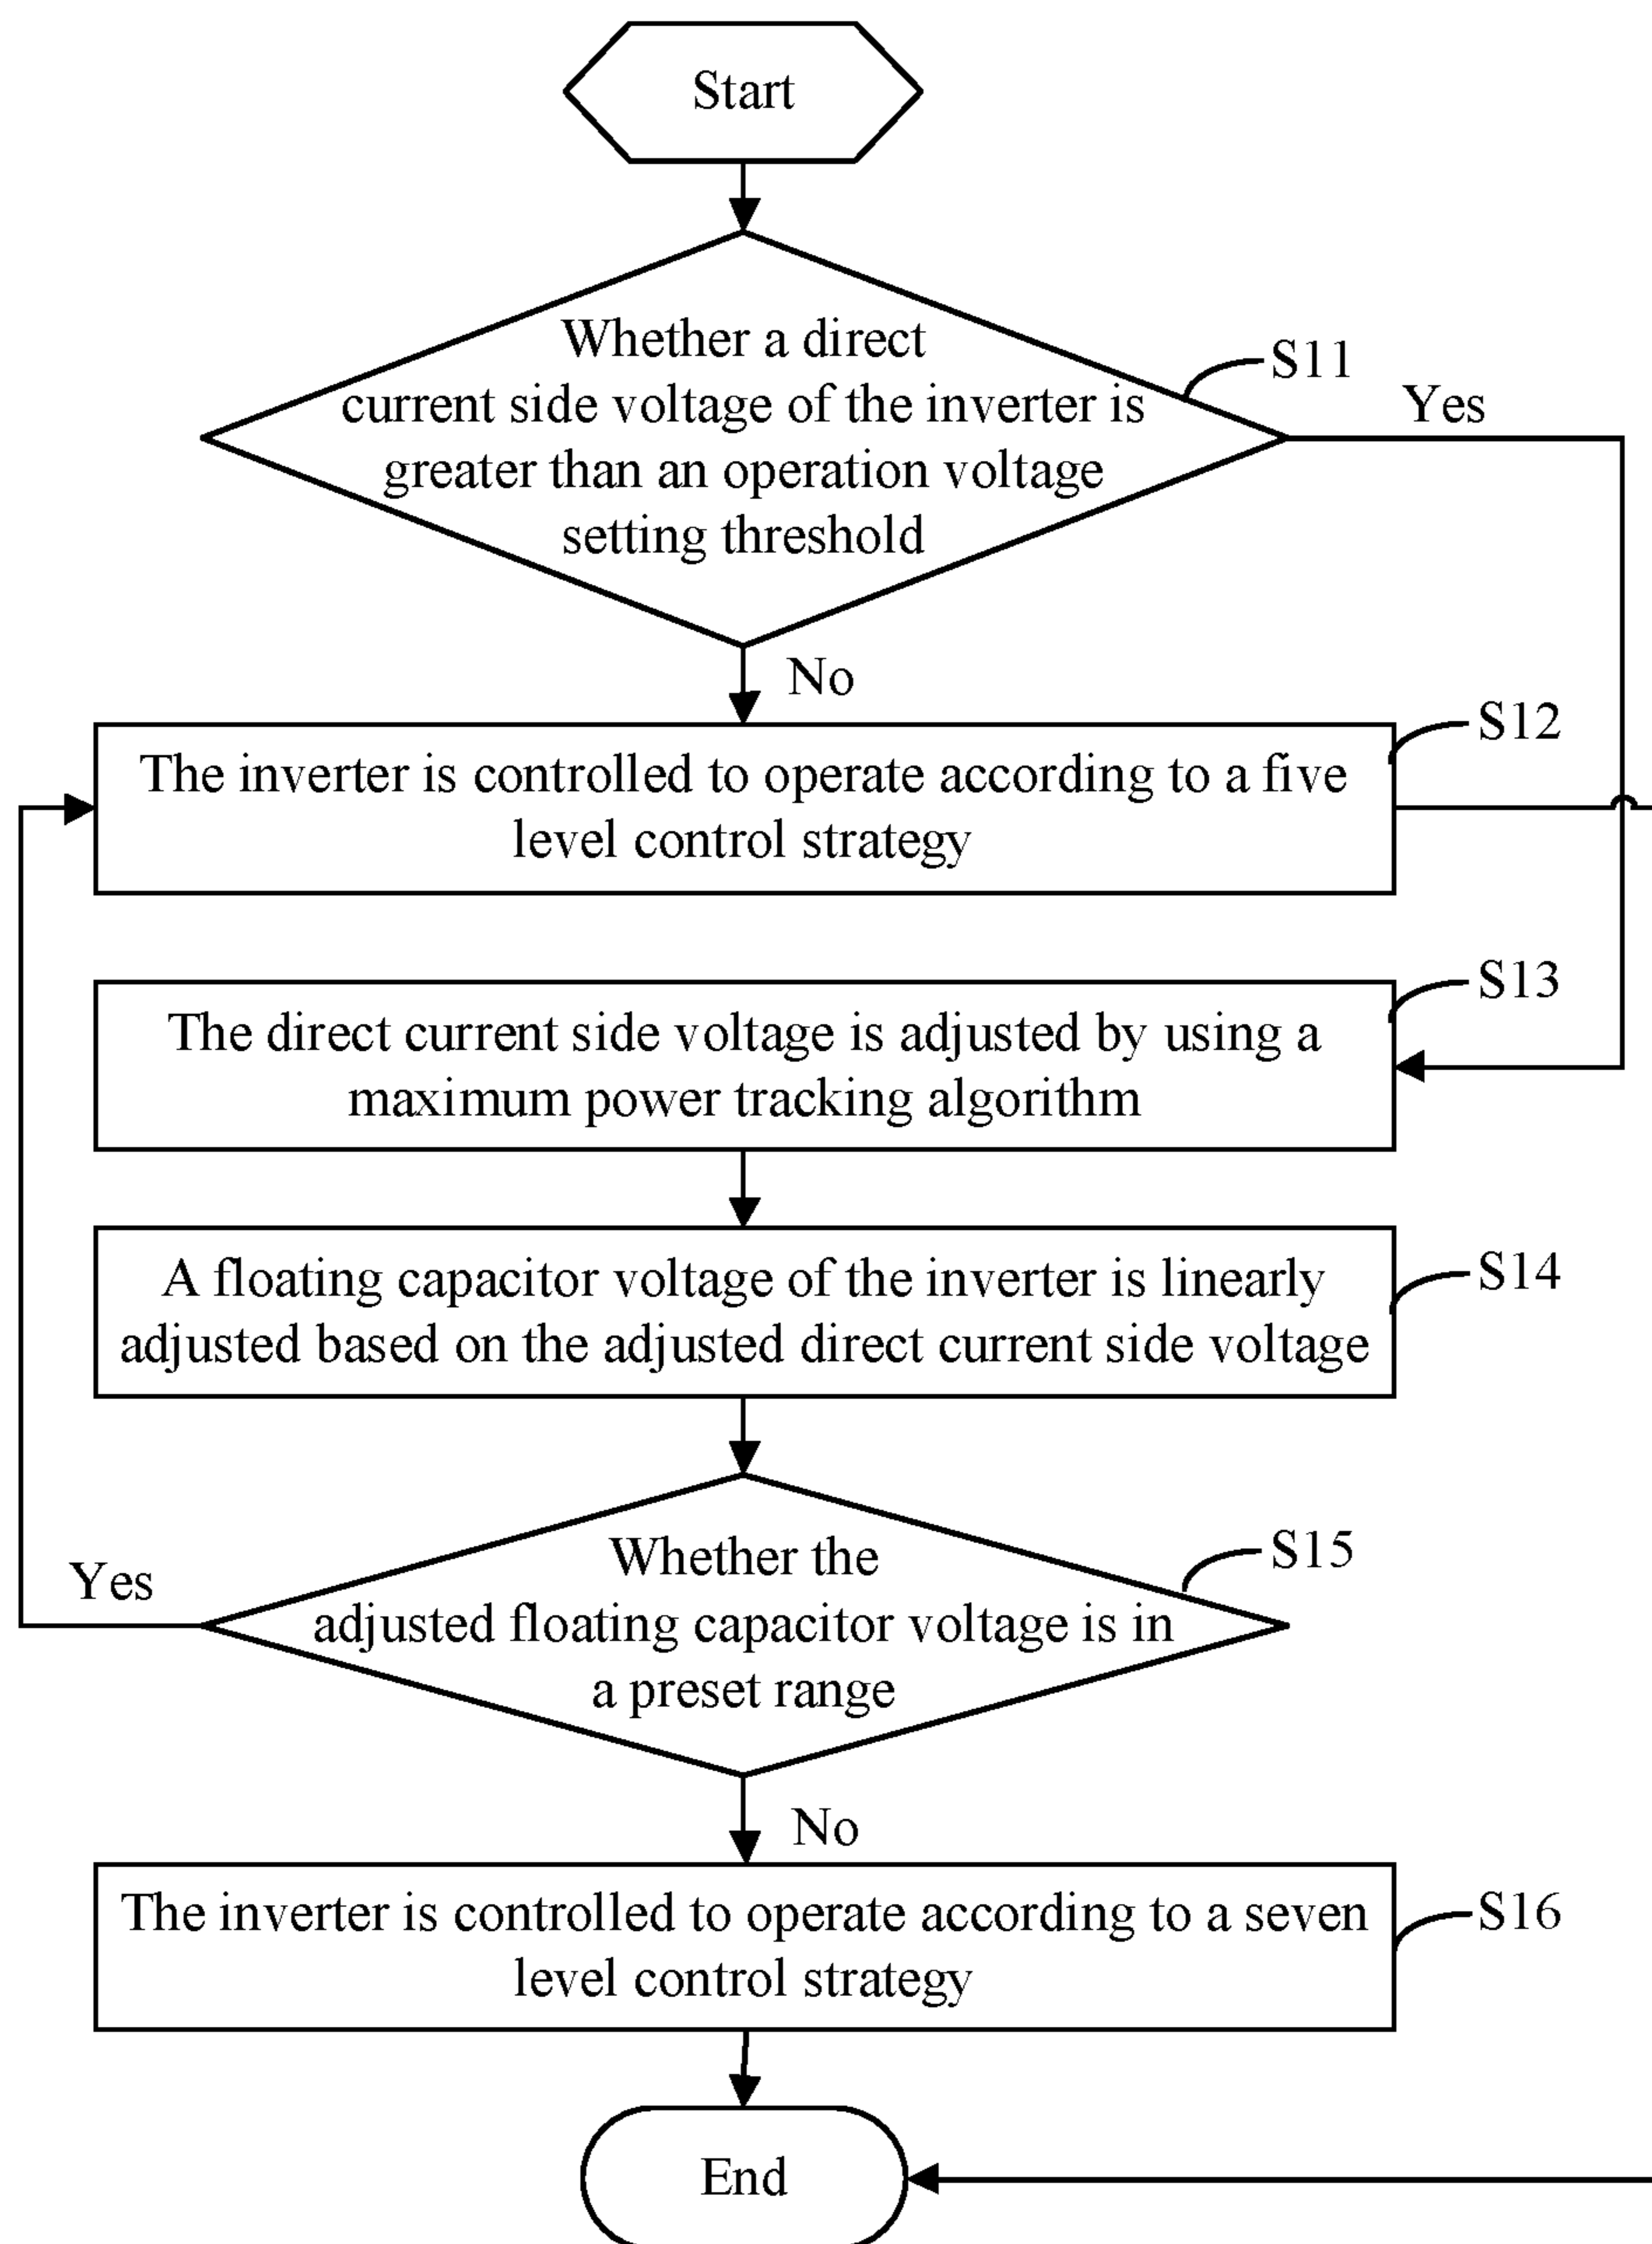 Start
Whether a direct
current side voltage of the inverter is
greater than an operation voltage
setting threshold
S11
Yes
No
S12
The inverter is controlled to operate according to a five
level control strategy
S13
The direct current side voltage is adjusted by using a
maximum power tracking algorithm
S14
A floating capacitor voltage of the inverter is linearly
adjusted based on the adjusted direct current side voltage
S15
Whether the
adjusted floating capacitor voltage is in
a preset range
Yes
No
S16
The inverter is controlled to operate according to a seven
level control strategy
End